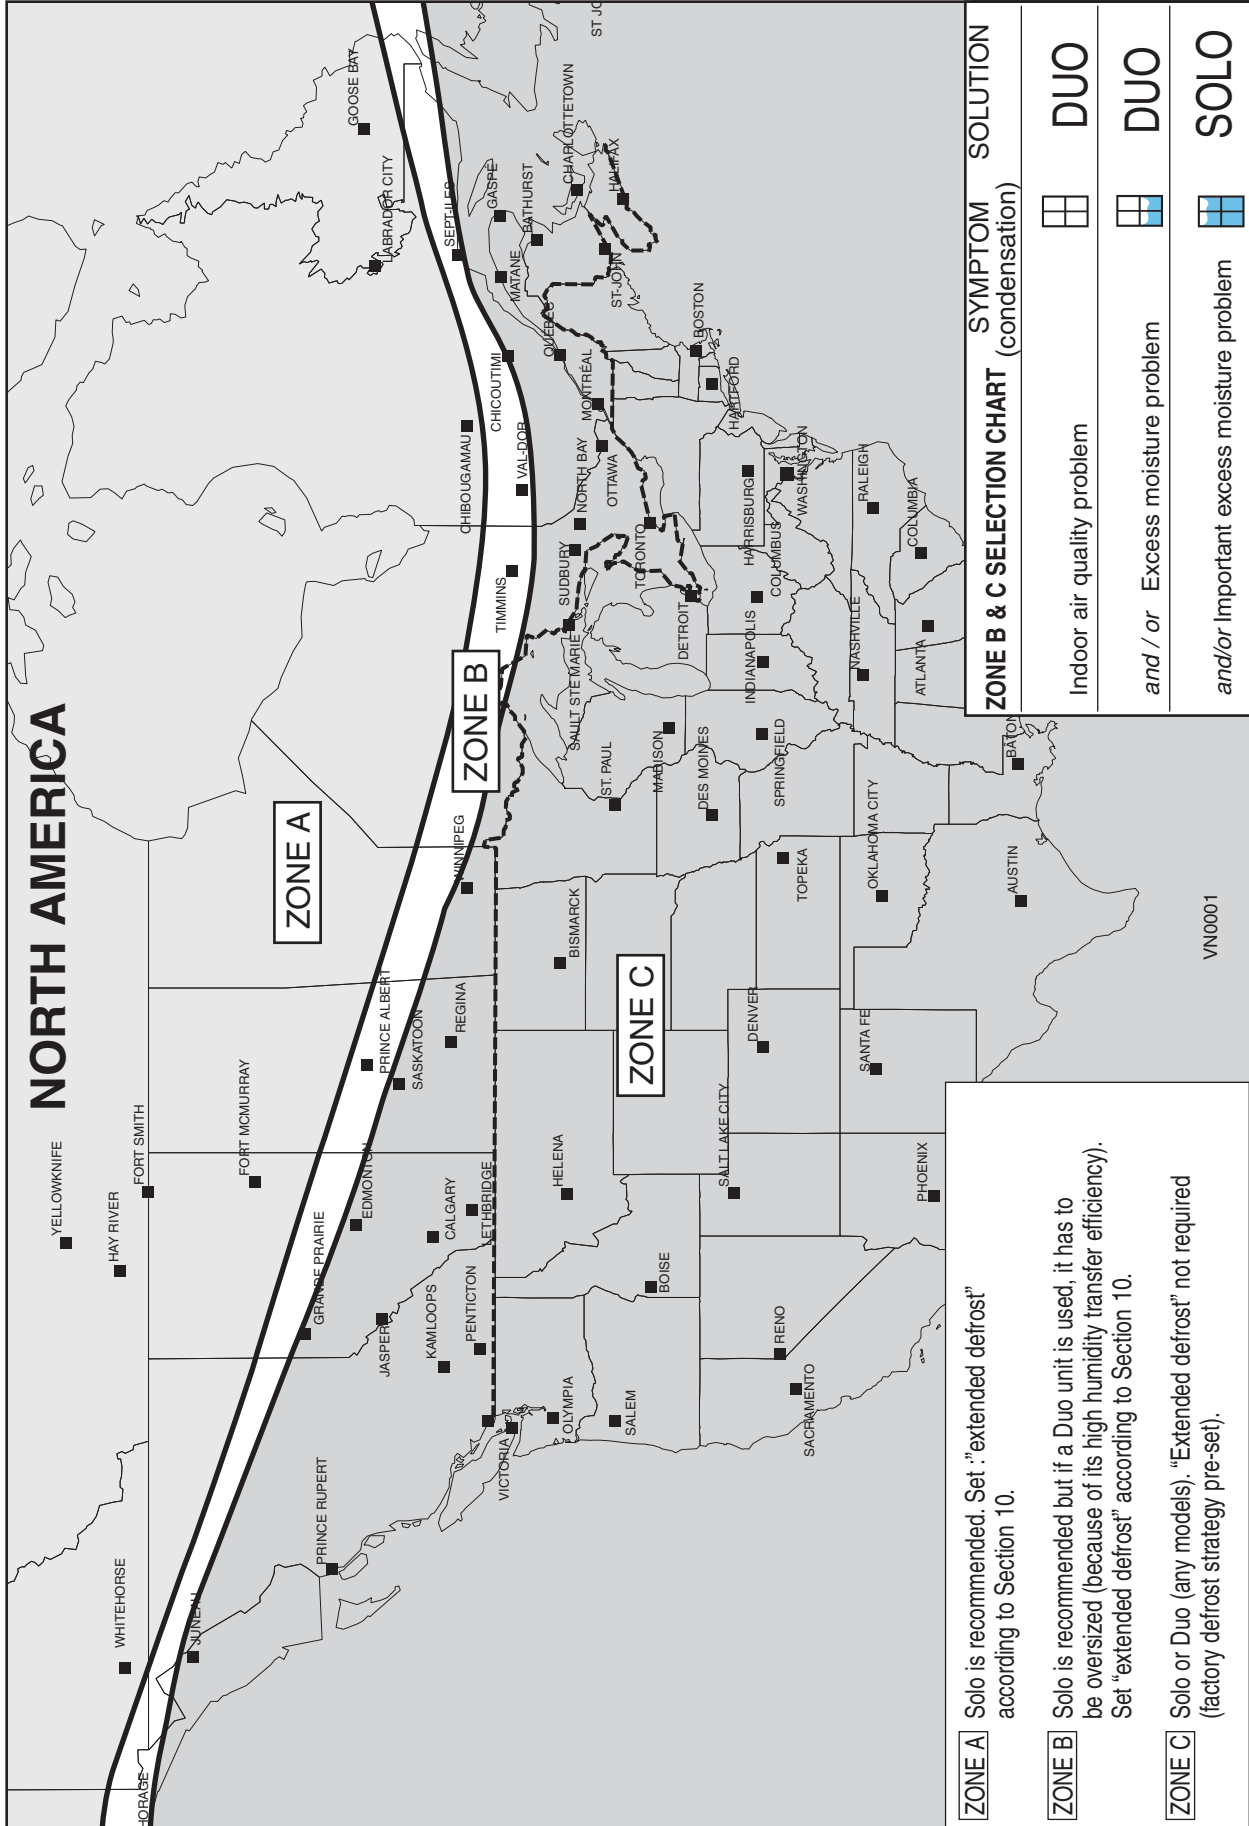 NORTH AMERICA
ZONE A
ZONE B
ZONE C
WHITEHORSE
JUNEAU
HORAGE
PRINCE RUPERT
YELLOWKNIFE
HAY RIVER
FORT SMITH
FORT MCMURRAY
GRANDE PRAIRIE
EDMONTON
JASPER
KAMLOOPS
PENTICTON
CALGARY
LETHBRIDGE
VICTORIA
PRINCE ALBERT
SASKATOON
REGINA
WINNIPEG
OLYMPIA
SALEM
HELENA
BOISE
BISMARCK
ST. PAUL
MADISON
DES MOINES
SPRINGFIELD
INDIANAPOLIS
COLUMBUS
HARRISBURG
WASHINGTON
RALEIGH
COLUMBIA
NASHVILLE
ATLANTA
DETROIT
TORONTO
SAULT STE MARIE
SUDBURY
NORTH BAY
OTTAWA
MONTRÉAL
QUÉBEC
TIMMINS
VAL-DOR
CHIBOUGAMAU
CHICOUTIMI
SEPT-ILES
LABRADOR CITY
GOOSE BAY
GASPÉ
MATANE
BATHURST
CHARLOTTETOWN
HALIFAX
ST-JOHN
ST JO
BOSTON
HARTFORD
RENO
SACRAMENTO
SALT LAKE CITY
DENVER
TOPEKA
OKLAHOMA CITY
SANTA FE
PHOENIX
AUSTIN
BATON
VN0001
ZONE A Solo is recommended. Set :"extended defrost"
according to Section 10.
ZONE B Solo is recommended but if a Duo unit is used, it has to
be oversized (because of its high humidity transfer efficiency).
Set “extended defrost” according to Section 10.
ZONE C Solo or Duo (any models). “Extended defrost” not required
(factory defrost strategy pre-set),
ZONE B & C SELECTION CHART SYMPTOM SOLUTION
(condensation)
Indoor air quality problem DUO
and / or Excess moisture problem DUO
and/or Important excess moisture problem SOLO